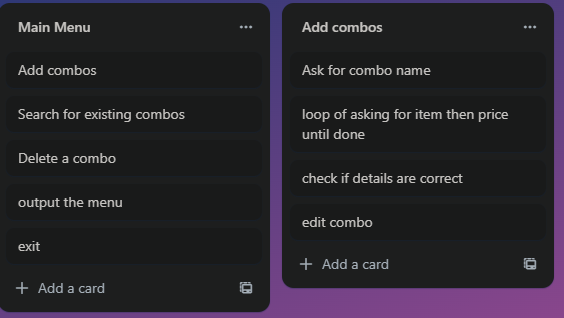 Main Menu
Add combos
Search for existing combos
Delete a combo
output the menu
exit
Add a card
Add combos
Ask for combo name
loop of asking for item then price
until done
check if details are correct
edit combo
Add a card